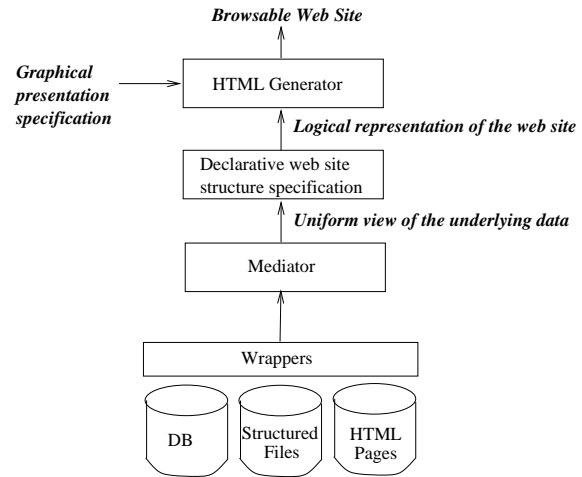 Browsable Web Site
Graphical
presentation
specification
HTML Generator
Logical representation of the web site
Declarative web site
structure specification
Uniform view of the underlying data
Mediator
Wrappers
DB
Structured
Files
HTML
Pages